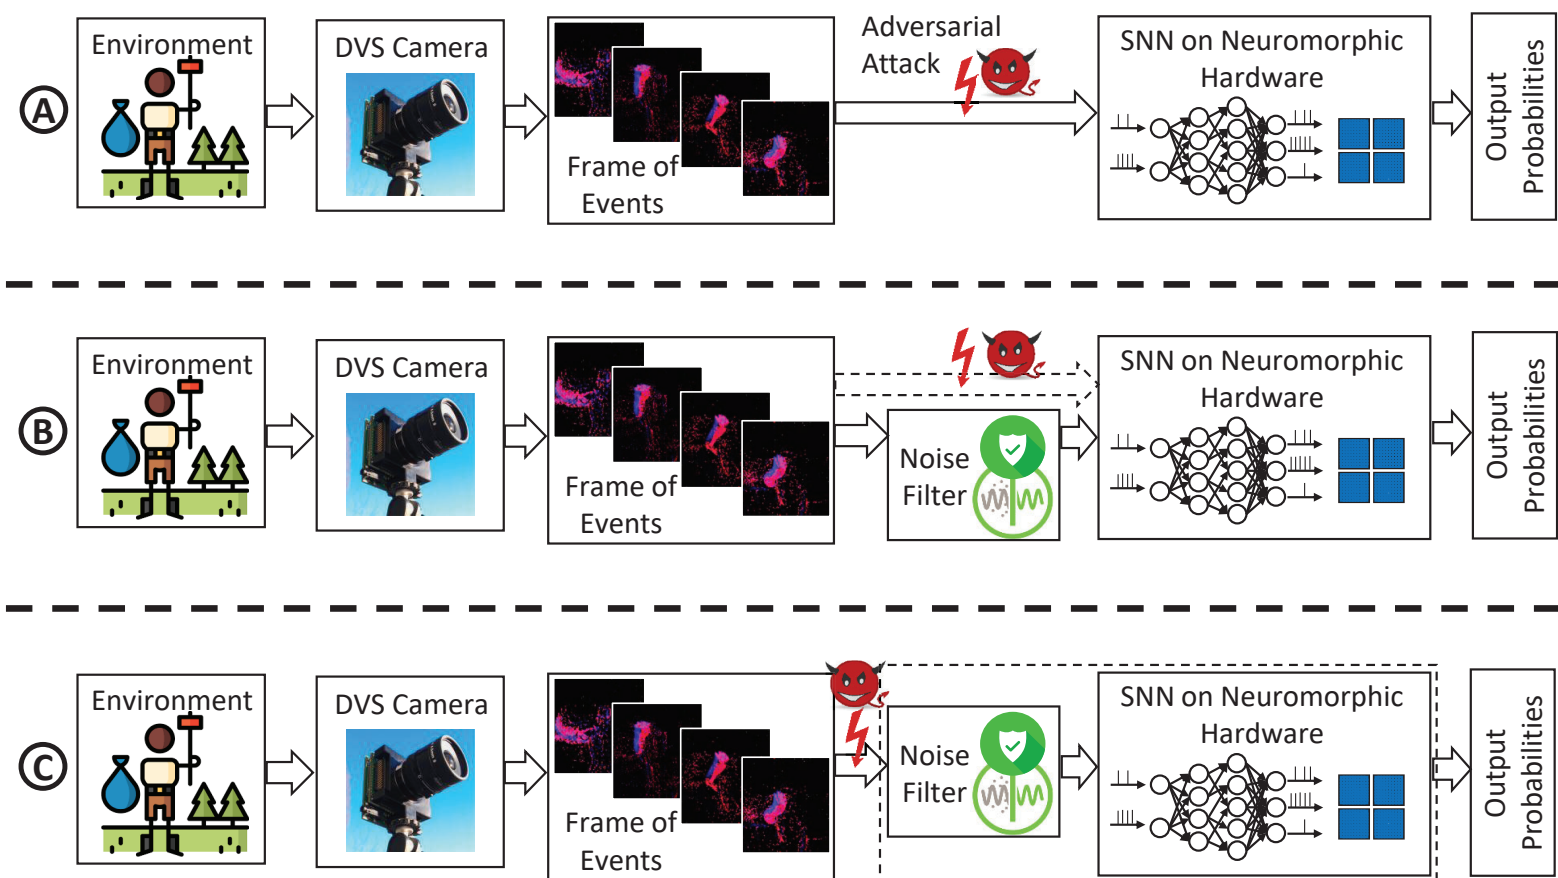 A
Environment
DVS Camera
Frame of
Events
Adversarial
Attack
SNN on Neuromorphic
Hardware
Output
Probabilities
B
Environment
DVS Camera
Frame of
Events
Noise
Filter
SNN on Neuromorphic
Hardware
Output
Probabilities
C
Environment
DVS Camera
Frame of
Events
Noise
Filter
SNN on Neuromorphic
Hardware
Output
Probabilities